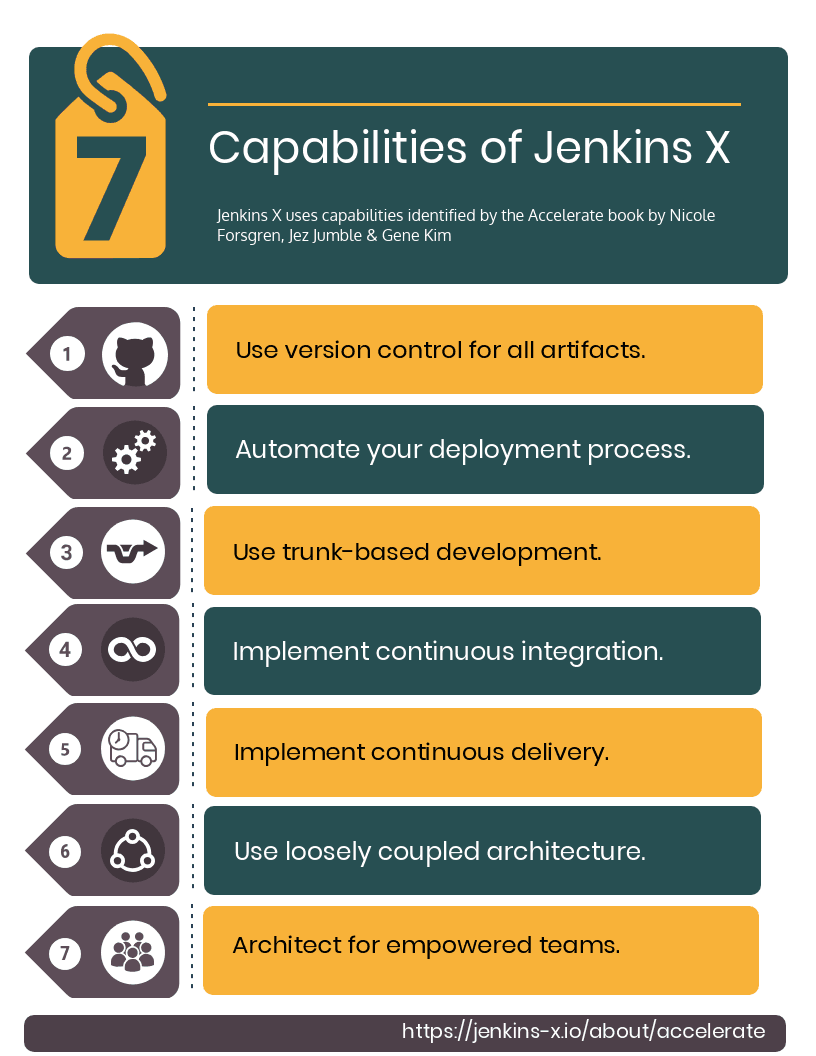 7
Capabilities of Jenkins X
Jenkins X uses capabilities identified by the Accelerate book by Nicole
Forsgren, Jez Jumble & Gene Kim
1
Use version control for all artifacts.
2
Automate your deployment process.
3
Use trunk-based development.
4
Implement continuous integration.
5
Implement continuous delivery.
6
Use loosely coupled architecture.
7
Architect for empowered teams.
https://jenkins-x.io/about/accelerate